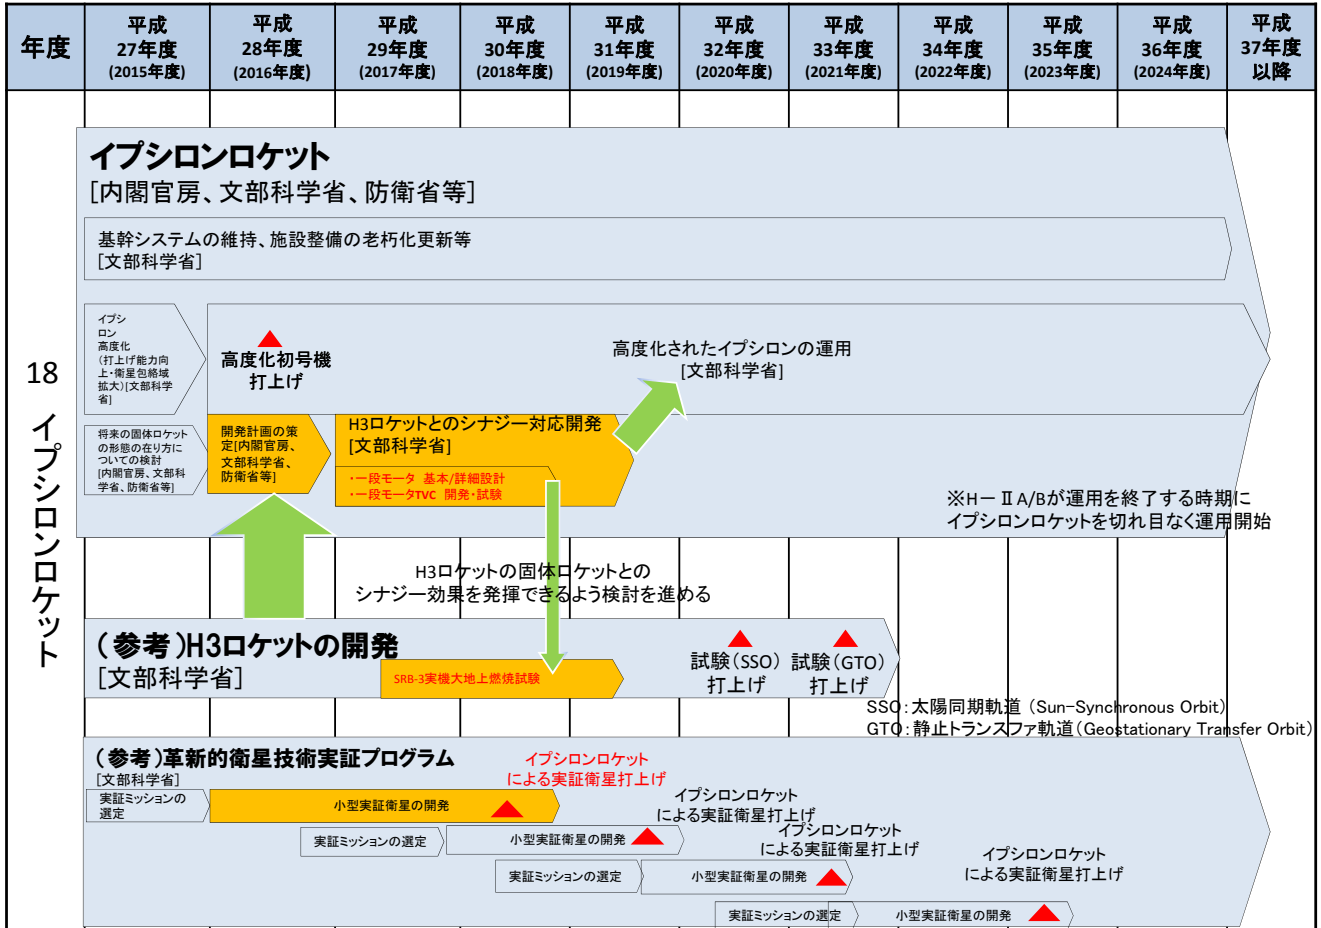 年度
平成
27年度
(2015年度)
平成
28年度
(2016年度)
平成
29年度
(2017年度)
平成
30年度
(2018年度)
平成
31年度
(2019年度)
平成
32年度
(2020年度)
平成
33年度
(2021年度)
平成
34年度
(2022年度)
平成
35年度
(2023年度)
平成
36年度
(2024年度)
平成
37年度
以降
18
イプシロンロケット
イプシロンロケット
[内閣官房、文部科学省、防衛省等]
基幹システムの維持、施設整備の老朽化更新等
[文部科学省]
イプシ
ロン
高度化
(打上げ能力向
上・衛星包絡域
拡大)[文部科学
省]
高度化初号機
打上げ
高度化されたイプシロンの運用
[文部科学省]
将来の固体ロケット
の形態の在り方に
ついての検討
[内閣官房、文部科
学省、防衛省等]
開発計画の策
定[内閣官房、
文部科学省、
防衛省等]
H3ロケットとのシナジー対応開発
[文部科学省]
・一段モータ 基本/詳細設計
・一段モータTVC 開発・試験
※H-ⅡA/Bが運用を終了する時期に
イプシロンロケットを切れ目なく運用開始
H3ロケットの固体ロケットとの
シナジー効果を発揮できるよう検討を進める
(参考)H3ロケットの開発
[文部科学省]
SRB-3実機大地上燃焼試験
試験(SSO)
打上げ
試験(GTO)
打上げ
SSO:太陽同期軌道 (Sun-Synchronous Orbit)
GTO:静止トランスファ軌道(Geostationary Transfer Orbit)
(参考)革新的衛星技術実証プログラム
[文部科学省]
実証ミッションの
選定
小型実証衛星の開発
イプシロンロケット
による実証衛星打上げ
実証ミッションの選定
小型実証衛星の開発
イプシロンロケット
による実証衛星打上げ
実証ミッションの選定
小型実証衛星の開発
イプシロンロケット
による実証衛星打上げ
実証ミッションの選定
小型実証衛星の開発
イプシロンロケット
による実証衛星打上げ